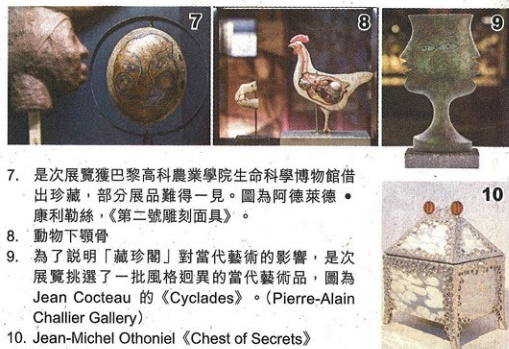 7
8
9
7. 是次展覽獲巴黎高科農業學院生命科學博物館借
出珍藏，部分展品難得一見。圖為阿德萊德•
康利勒絲，《第二號雕刻面具》。
8. 動物下顎骨
9. 為了説明「藏珍閣」對當代藝術的影響，是次
展覽挑選了一批風格迥異的當代藝術品，圖為
Jean Cocteau 的《Cyclades》。(Pierre-Alain
Challier Gallery)
10. Jean-Michel Othoniel《Chest of Secrets》
10